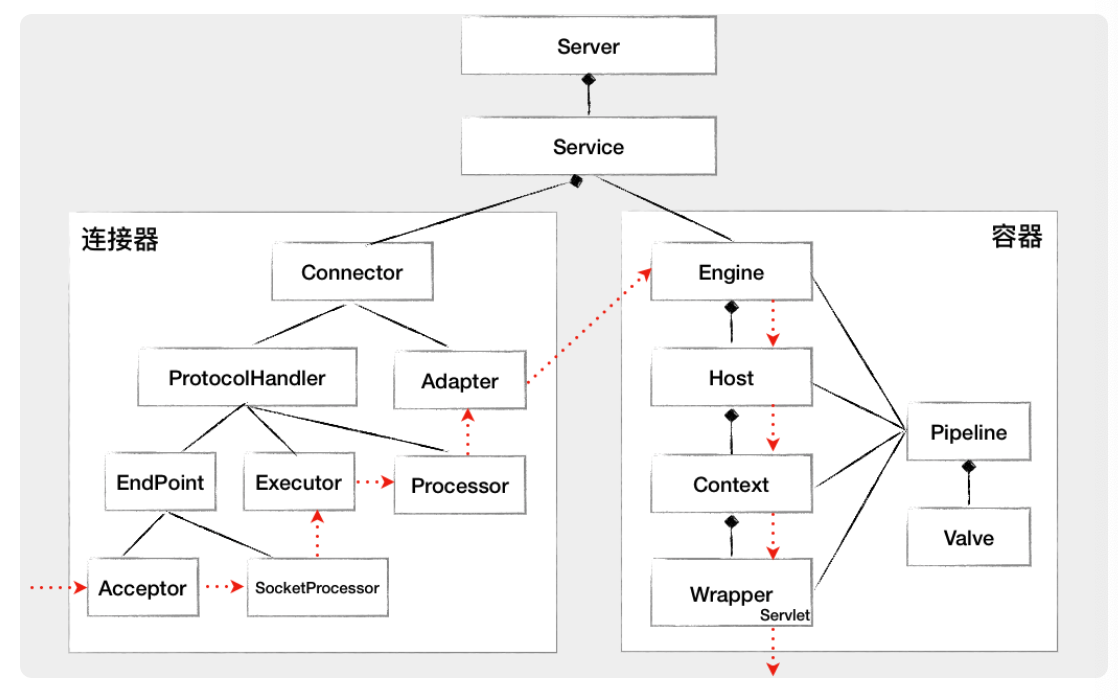 Server
Service
连接器
容器
Connector
Engine
ProtocolHandler
Adapter
Host
Pipeline
EndPoint
Executor
Processor
Context
Valve
Acceptor
SocketProcessor
Wrapper
Servlet